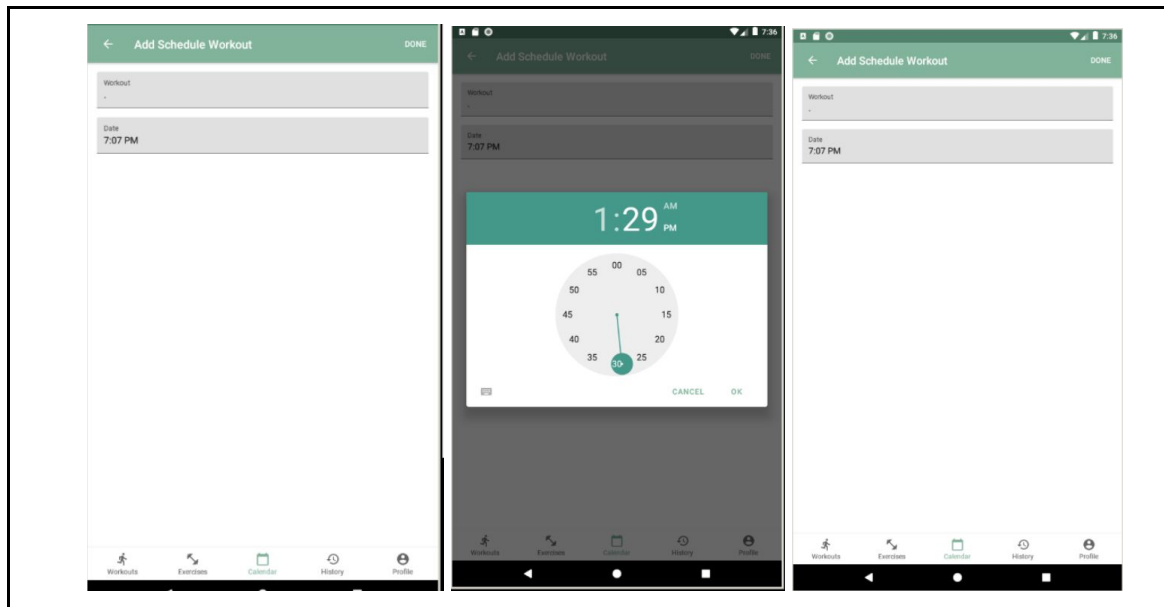 Add Schedule Workout DONE
Workout
-
Date
7:07 PM
Workouts Exercises Calendar History Profile
7:36
Add Schedule Workout DONE
Workout
-
Date
7:07 PM
1:29 AM
PM
00
55 05
50 10
45 15
40 20
35 25
30
CANCEL OK
Workouts Exercises Calendar History Profile
7:36
Add Schedule Workout DONE
Workout
-
Date
7:07 PM
Workouts Exercises Calendar History Profile